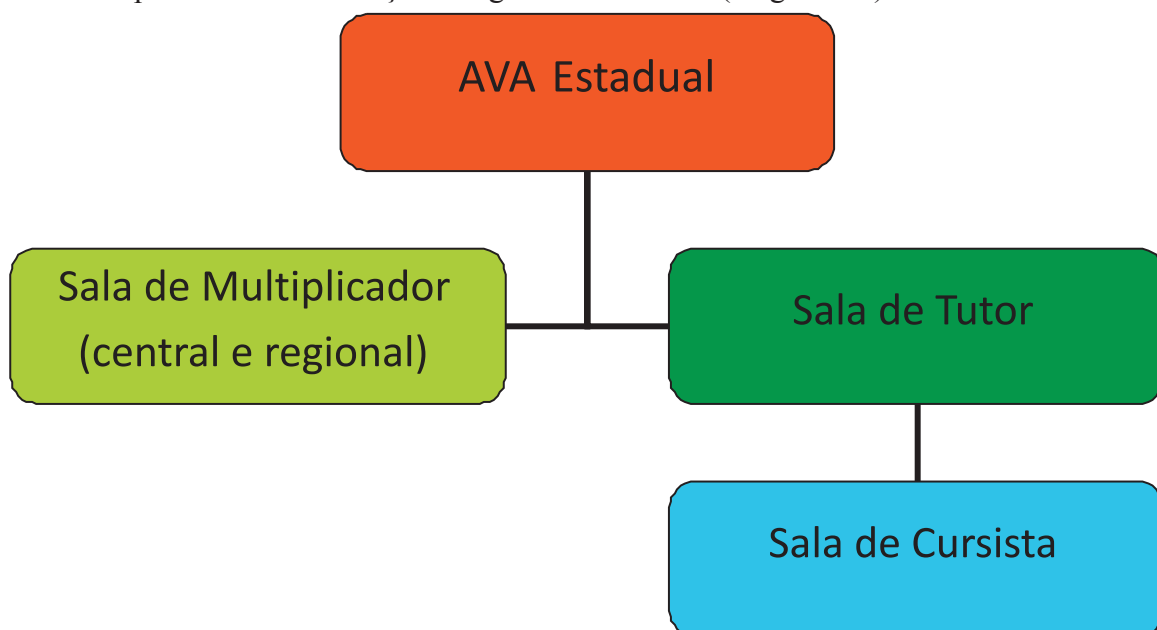 AVA Estadual
Sala de Multiplicador
(central e regional)
Sala de Tutor
Sala de Cursista